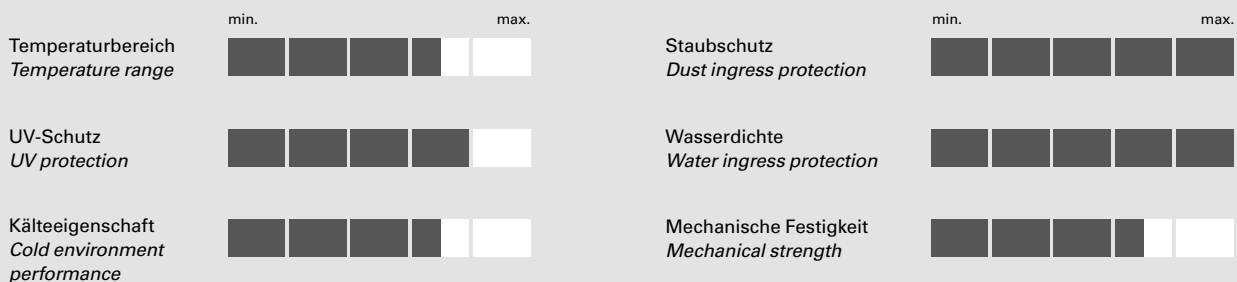 min. max.
Temperaturbereich
Temperature range
UV-Schutz
UV protection
Kälteeigenschaft
Cold environment
performance
min. max.
Staubschutz
Dust ingress protection
Wasserdichte
Water ingress protection
Mechanische Festigkeit
Mechanical strength